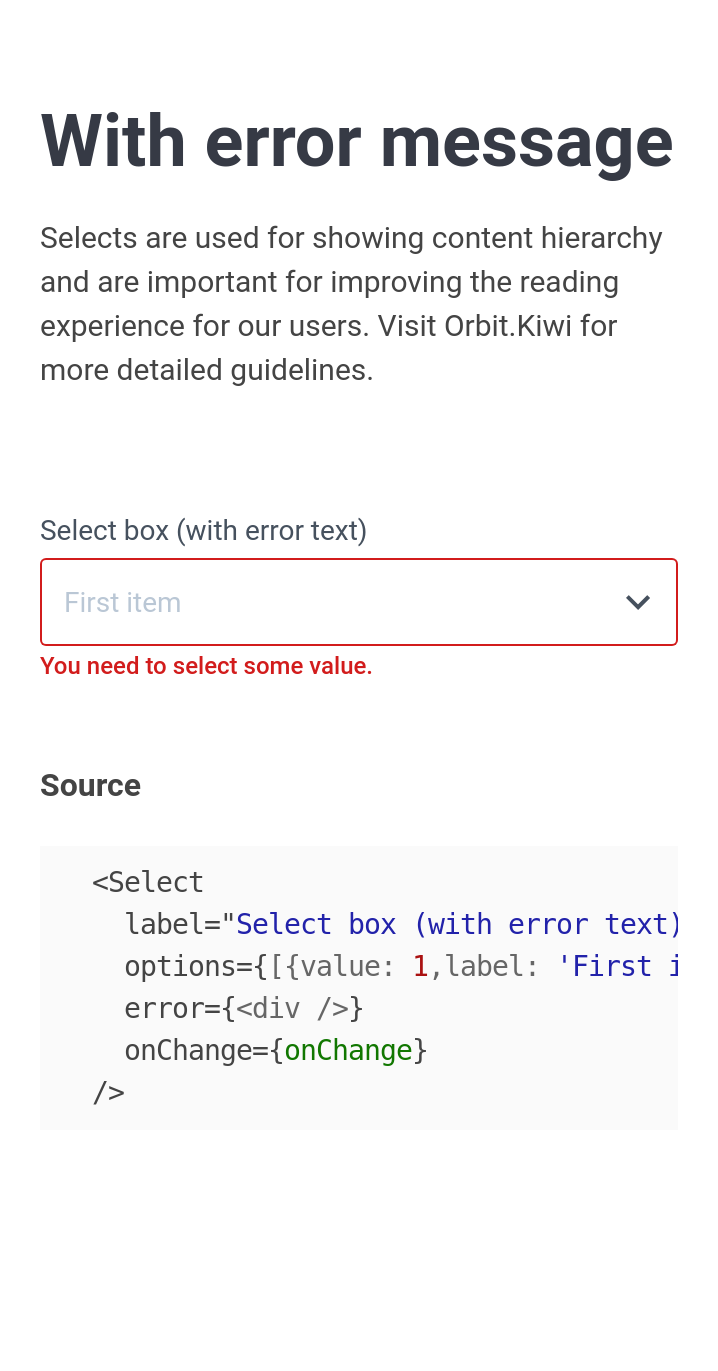 With error message
Selects are used for showing content hierarchy
and are important for improving the reading
experience for our users. Visit Orbit.Kiwi for
more detailed guidelines.
Select box (with error text)
First item
You need to select some value.
Source
<Select
  label="Select box (with error text)
  options={[{value: 1,label: 'First i
  error={<div />}
  onChange={onChange}
/>